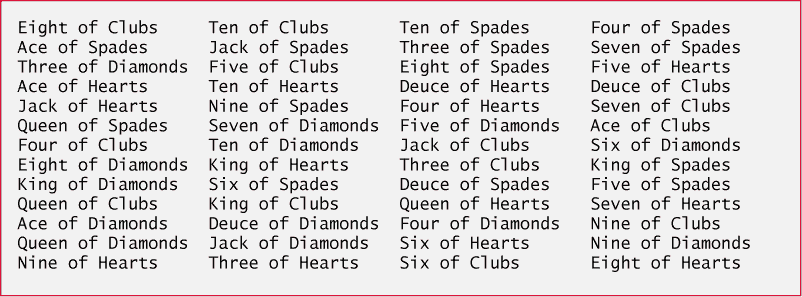 Eight of Clubs Ten of Clubs Ten of Spades Four of Spades
Ace of Spades Jack of Spades Three of Spades Seven of Spades
Three of Diamonds Five of Clubs Eight of Spades Five of Hearts
Ace of Hearts Ten of Hearts Deuce of Hearts Deuce of Clubs
Jack of Hearts Nine of Spades Four of Hearts Seven of Clubs
Queen of Spades Seven of Diamonds Five of Diamonds Ace of Clubs
Four of Clubs Ten of Diamonds Jack of Clubs Six of Diamonds
Eight of Diamonds King of Hearts Three of Clubs King of Spades
King of Diamonds Six of Spades Deuce of Spades Five of Spades
Queen of Clubs King of Clubs Queen of Hearts Seven of Hearts
Ace of Diamonds Deuce of Diamonds Four of Diamonds Nine of Clubs
Queen of Diamonds Jack of Diamonds Six of Hearts Nine of Diamonds
Nine of Hearts Three of Hearts Six of Clubs Eight of Hearts